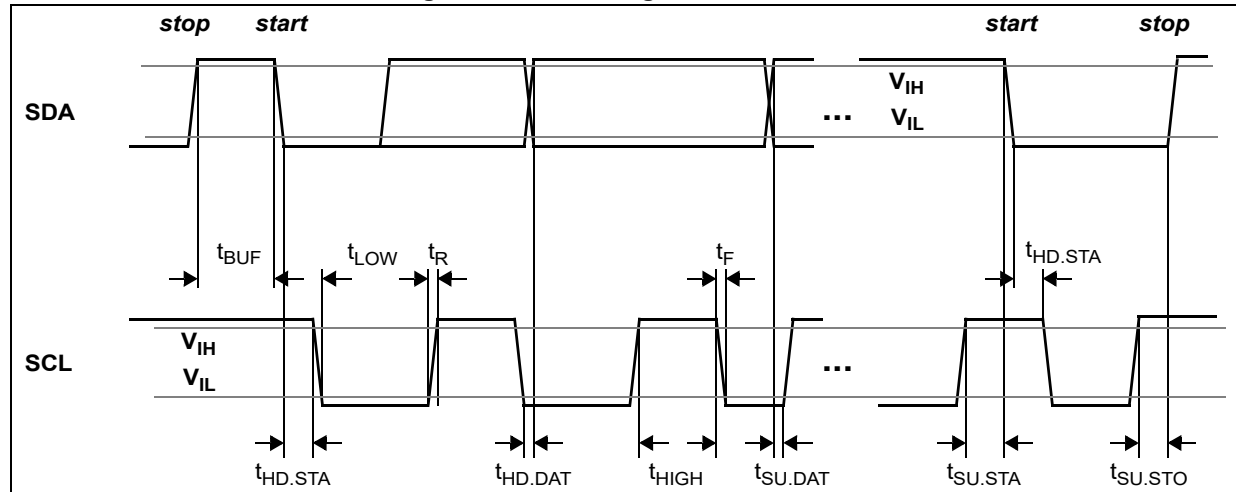 stop start start stop
SDA
VIH
VIL
...
tBUF tLOW tR tF tHD.STA
SCL
VIH
VIL
...
tHD.STA tHD.DAT tHIGH tSU.DAT tSU.STA tSU.STO